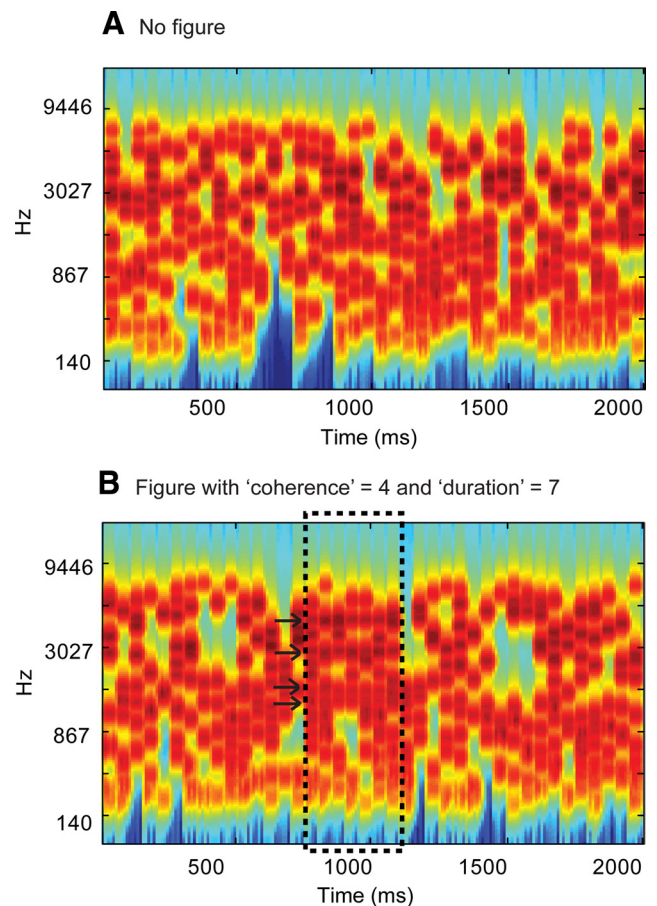 A No figure
9446
3027
867
140
Hz
500 1000 1500 2000
Time (ms)
B Figure with ‘coherence’ = 4 and ‘duration’ = 7
9446
3027
867
140
Hz
500 1000 1500 2000
Time (ms)